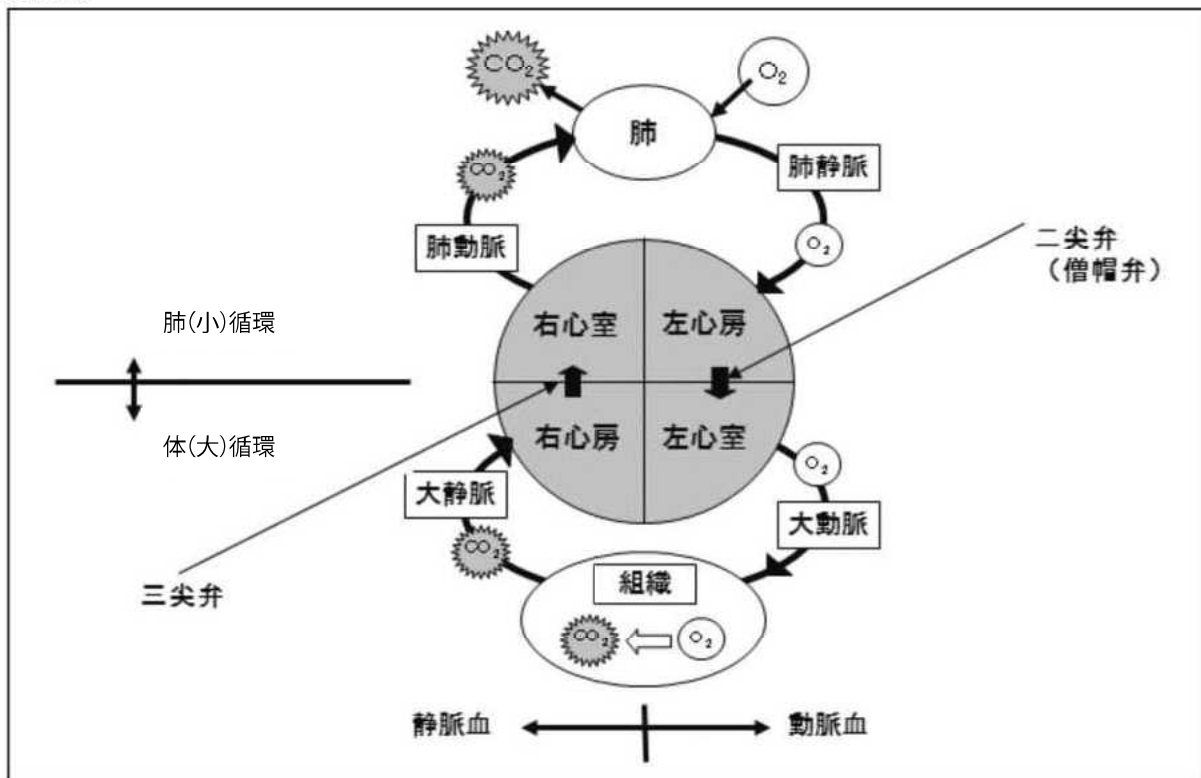 CO₂
O₂
肺
CO₂
肺静脈
肺動脈
O₂
二尖弁
（僧帽弁）
肺(小)循環
右心室
左心房
体(大)循環
右心房
左心室
大静脈
O₂
大動脈
CO₂
三尖弁
組織
CO₂
O₂
静脈血
動脈血